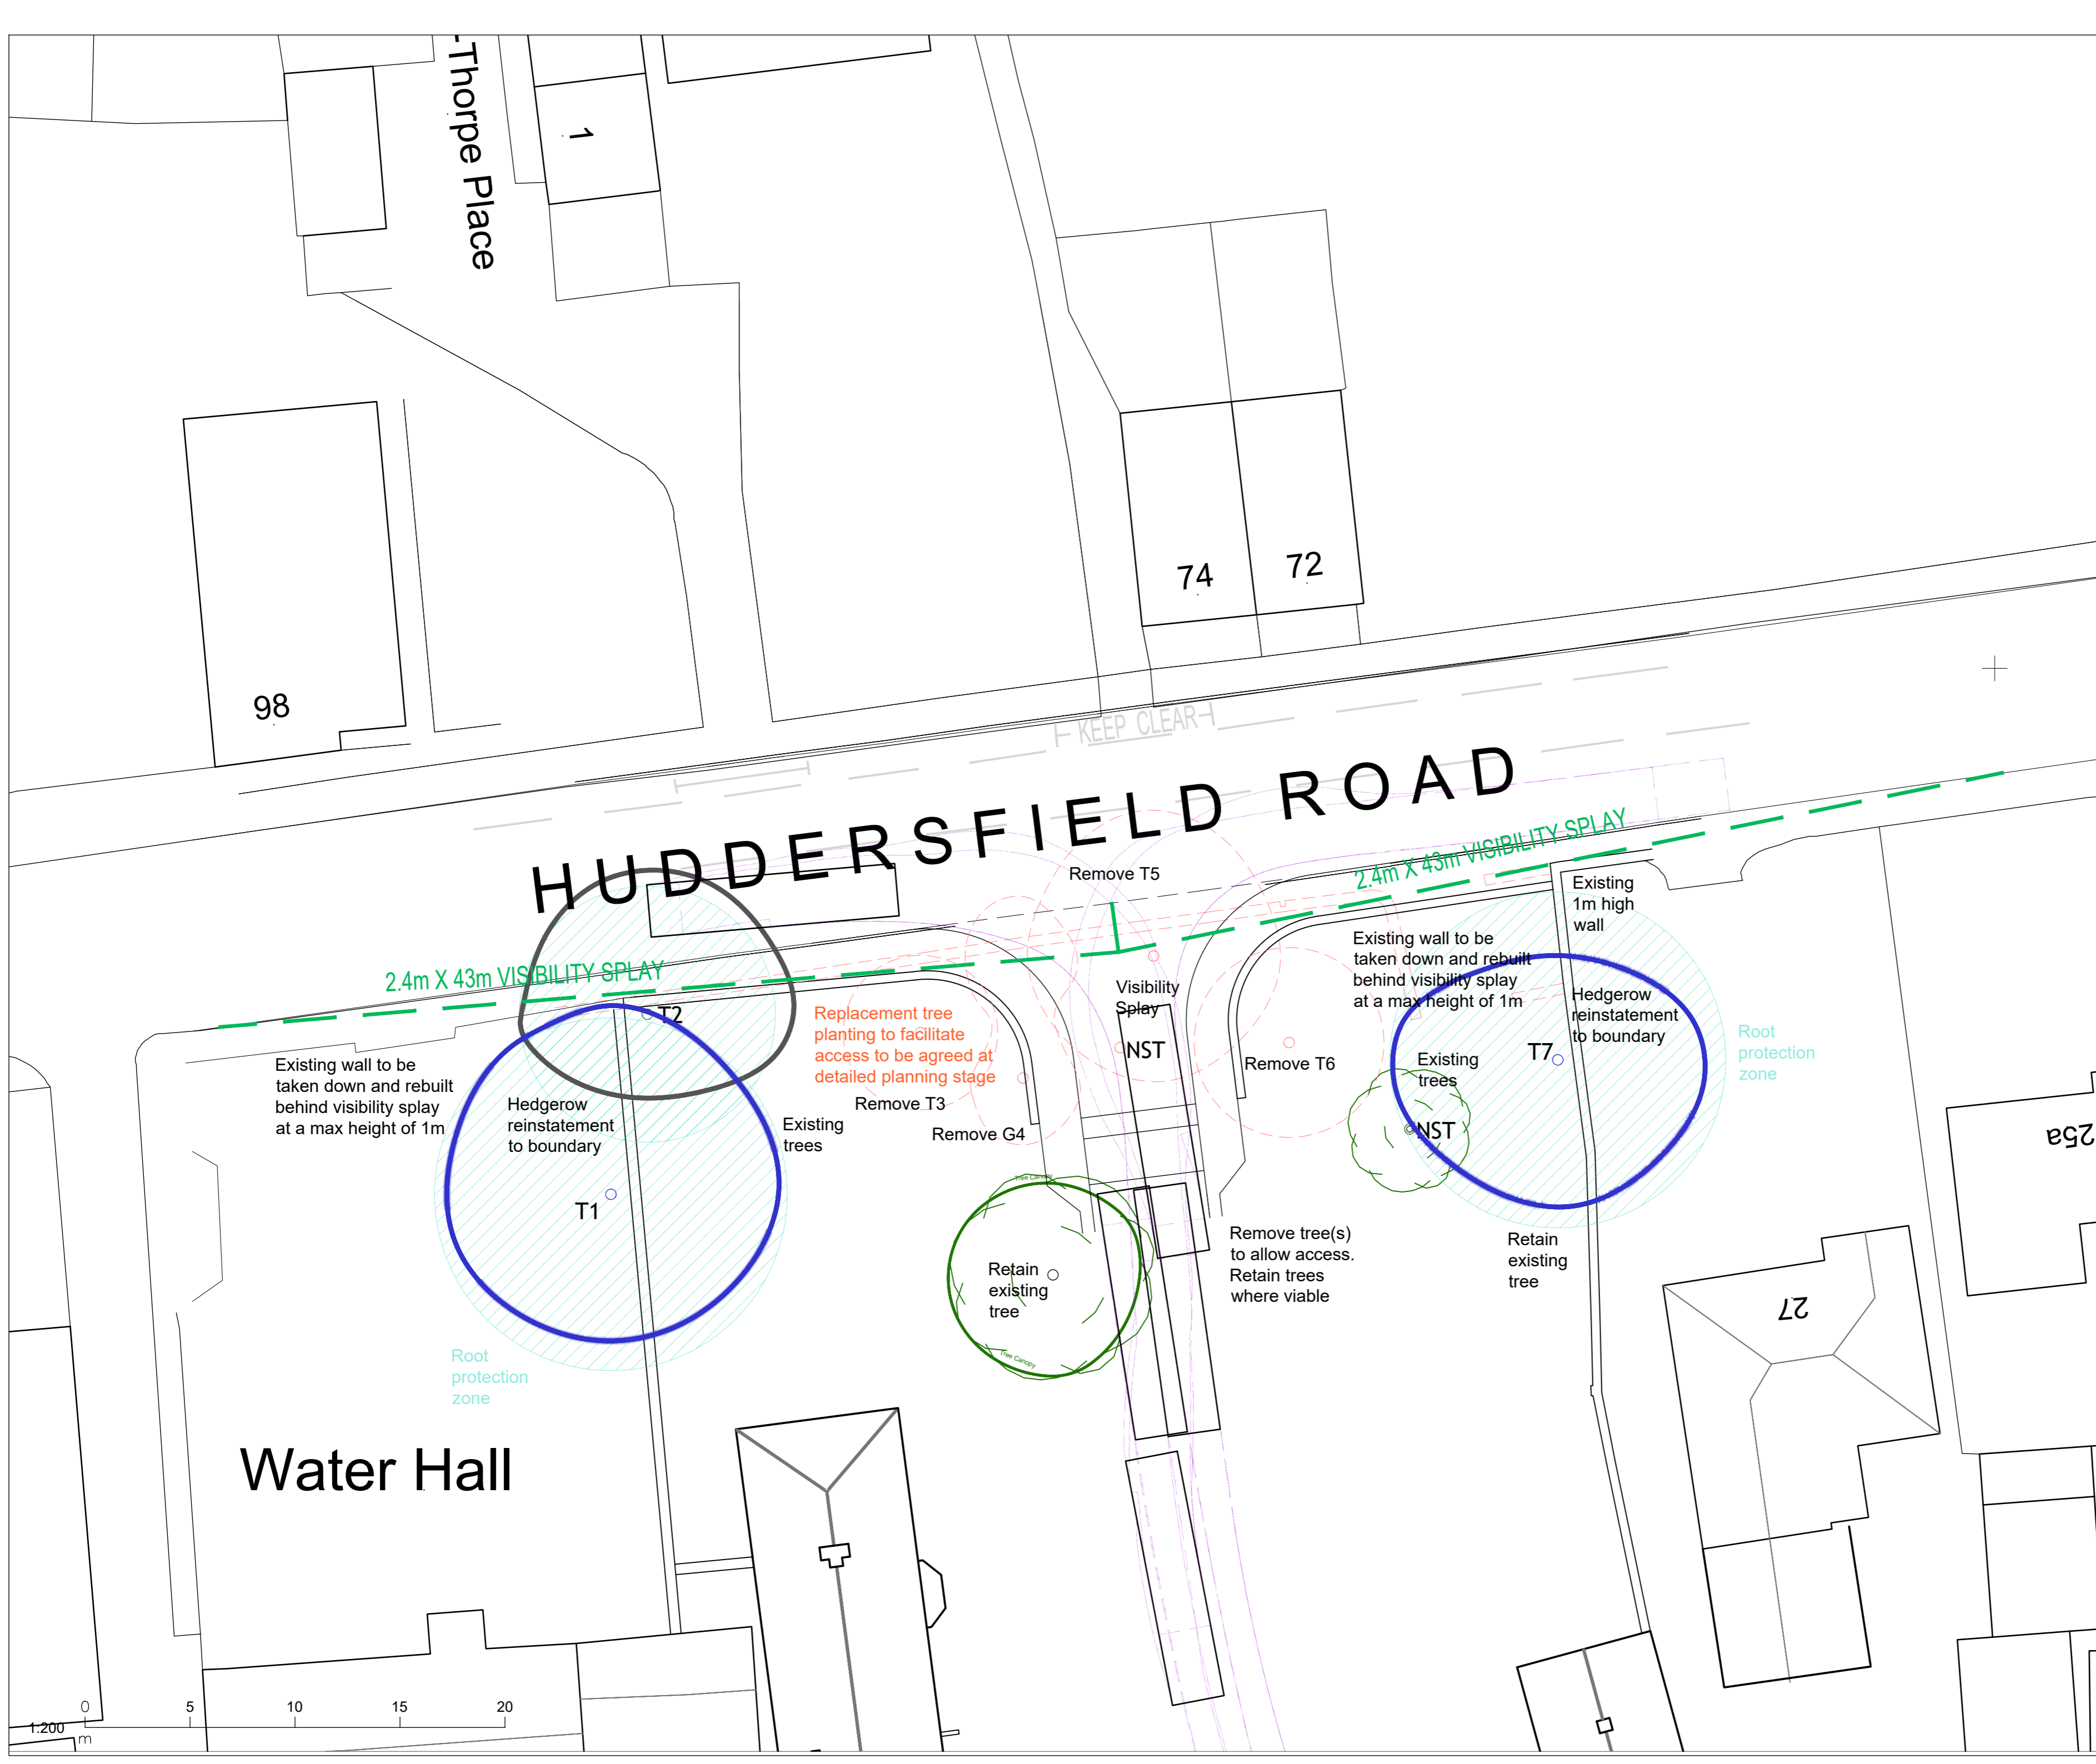 -Thorpe Place
1
74
72
98
KEEP CLEAR
HUDDERSFIELD ROAD
2.4m X 43m VISIBILITY SPLAY
Remove T5
Existing
1m high
wall
Existing wall to be
taken down and rebuilt
behind visibility splay
at a max height of 1m
2.4m X 43m VISIBILITY SPLAY
Visibility
Splay
Hedgerow
reinstatement
to boundary
T2
Replacement tree
planting to facilitate
access to be agreed at
detailed planning stage
NST
Remove T6
Existing
trees
T7
Root
protection
zone
Existing wall to be
taken down and rebuilt
behind visibility splay
at a max height of 1m
Hedgerow
reinstatement
to boundary
Remove T3
Existing
trees
Remove G4
NST
25a
T1
Tree Canopy
Retain
existing
tree
Tree Canopy
Remove tree(s)
to allow access.
Retain trees
where viable
Retain
existing
tree
27
Root
protection
zone
Water Hall
0 5 10 15 20
1:200
m